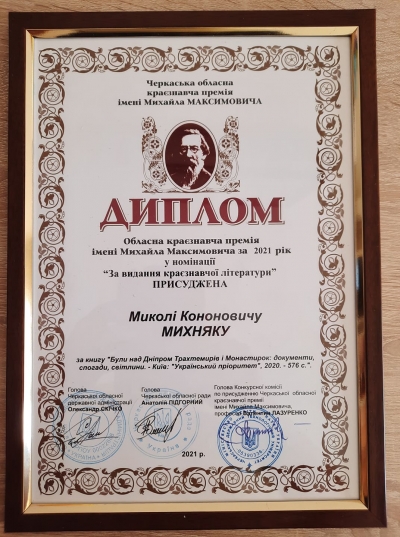 Черкаська обласна
краєзнавча премія
імені Михайла МАКСИМОВИЧА
ДИПЛОМ
Обласна краєзнавча премія
імені Михайла Максимовича за 2021 рік
у номінації
“За видання краєзнавчої літератури”
ПРИСУДЖЕНА
Миколі Кононовичу
МИХНЯКУ
за книгу "Були над Дніпром Трахтемирів і Монастирок: документи,
спогади, світлини. - Київ: "Український пріоритет", 2020. - 576 с.".
Голова
Черкаської обласної
державної адміністрації
Олександр СКІЧКО
Голова
Черкаської обласної ради
Анатолій ПІДГОРНИЙ
Голова Конкурсної комісії
по присудженню Черкаської обласної
краєзнавчої премії
імені Михайла Максимовича,
професор Валентин ЛАЗУРЕНКО
2021 р.